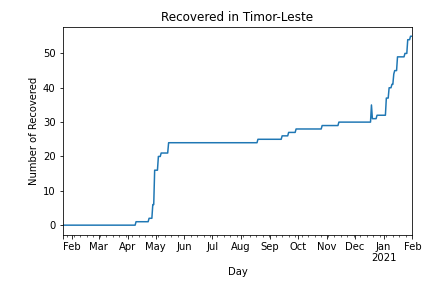 Recovered in Timor-Leste
Number of Recovered
50
40
30
20
10
0
Feb Mar Apr May Jun Jul Aug Sep Oct Nov Dec Jan Feb
2021
Day